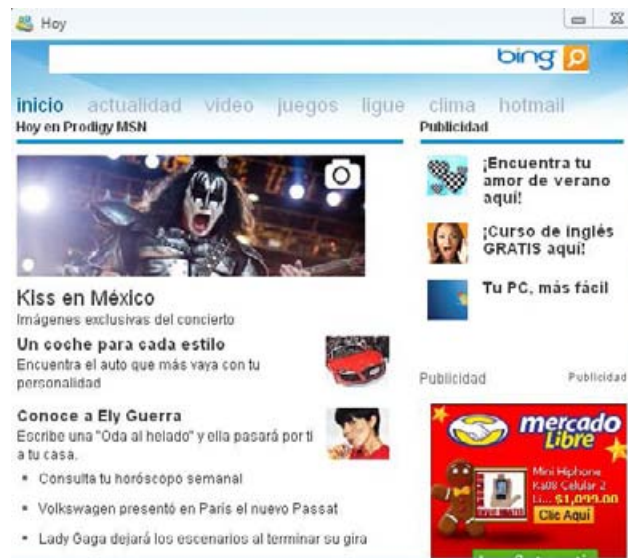 Hoy
bing
inicio actualidad video juegos ligue clima hotmail
Hoy en Prodigy MSN
Kiss en México
Imágenes exclusivas del concierto
Un coche para cada estilo
Encuentra el auto que más vaya con tu
personalidad
Conoce a Ely Guerra
Escribe una "Oda al helado" y ella pasará por ti
a tu casa.
Consulta tu horóscopo semanal
Volkswagen presentó en París el nuevo Passat
Lady Gaga dejará los escenarios al terminar su gira
Publicidad
¡Encuentra tu
amor de verano
aquí!
¡Curso de inglés
GRATIS aquí!
Tu PC, más fácil
Publicidad Publicidad
mercado
Libre
Mini Hiphone
Ka08 Celular 2
Li... $1,099.00
Clic Aquí